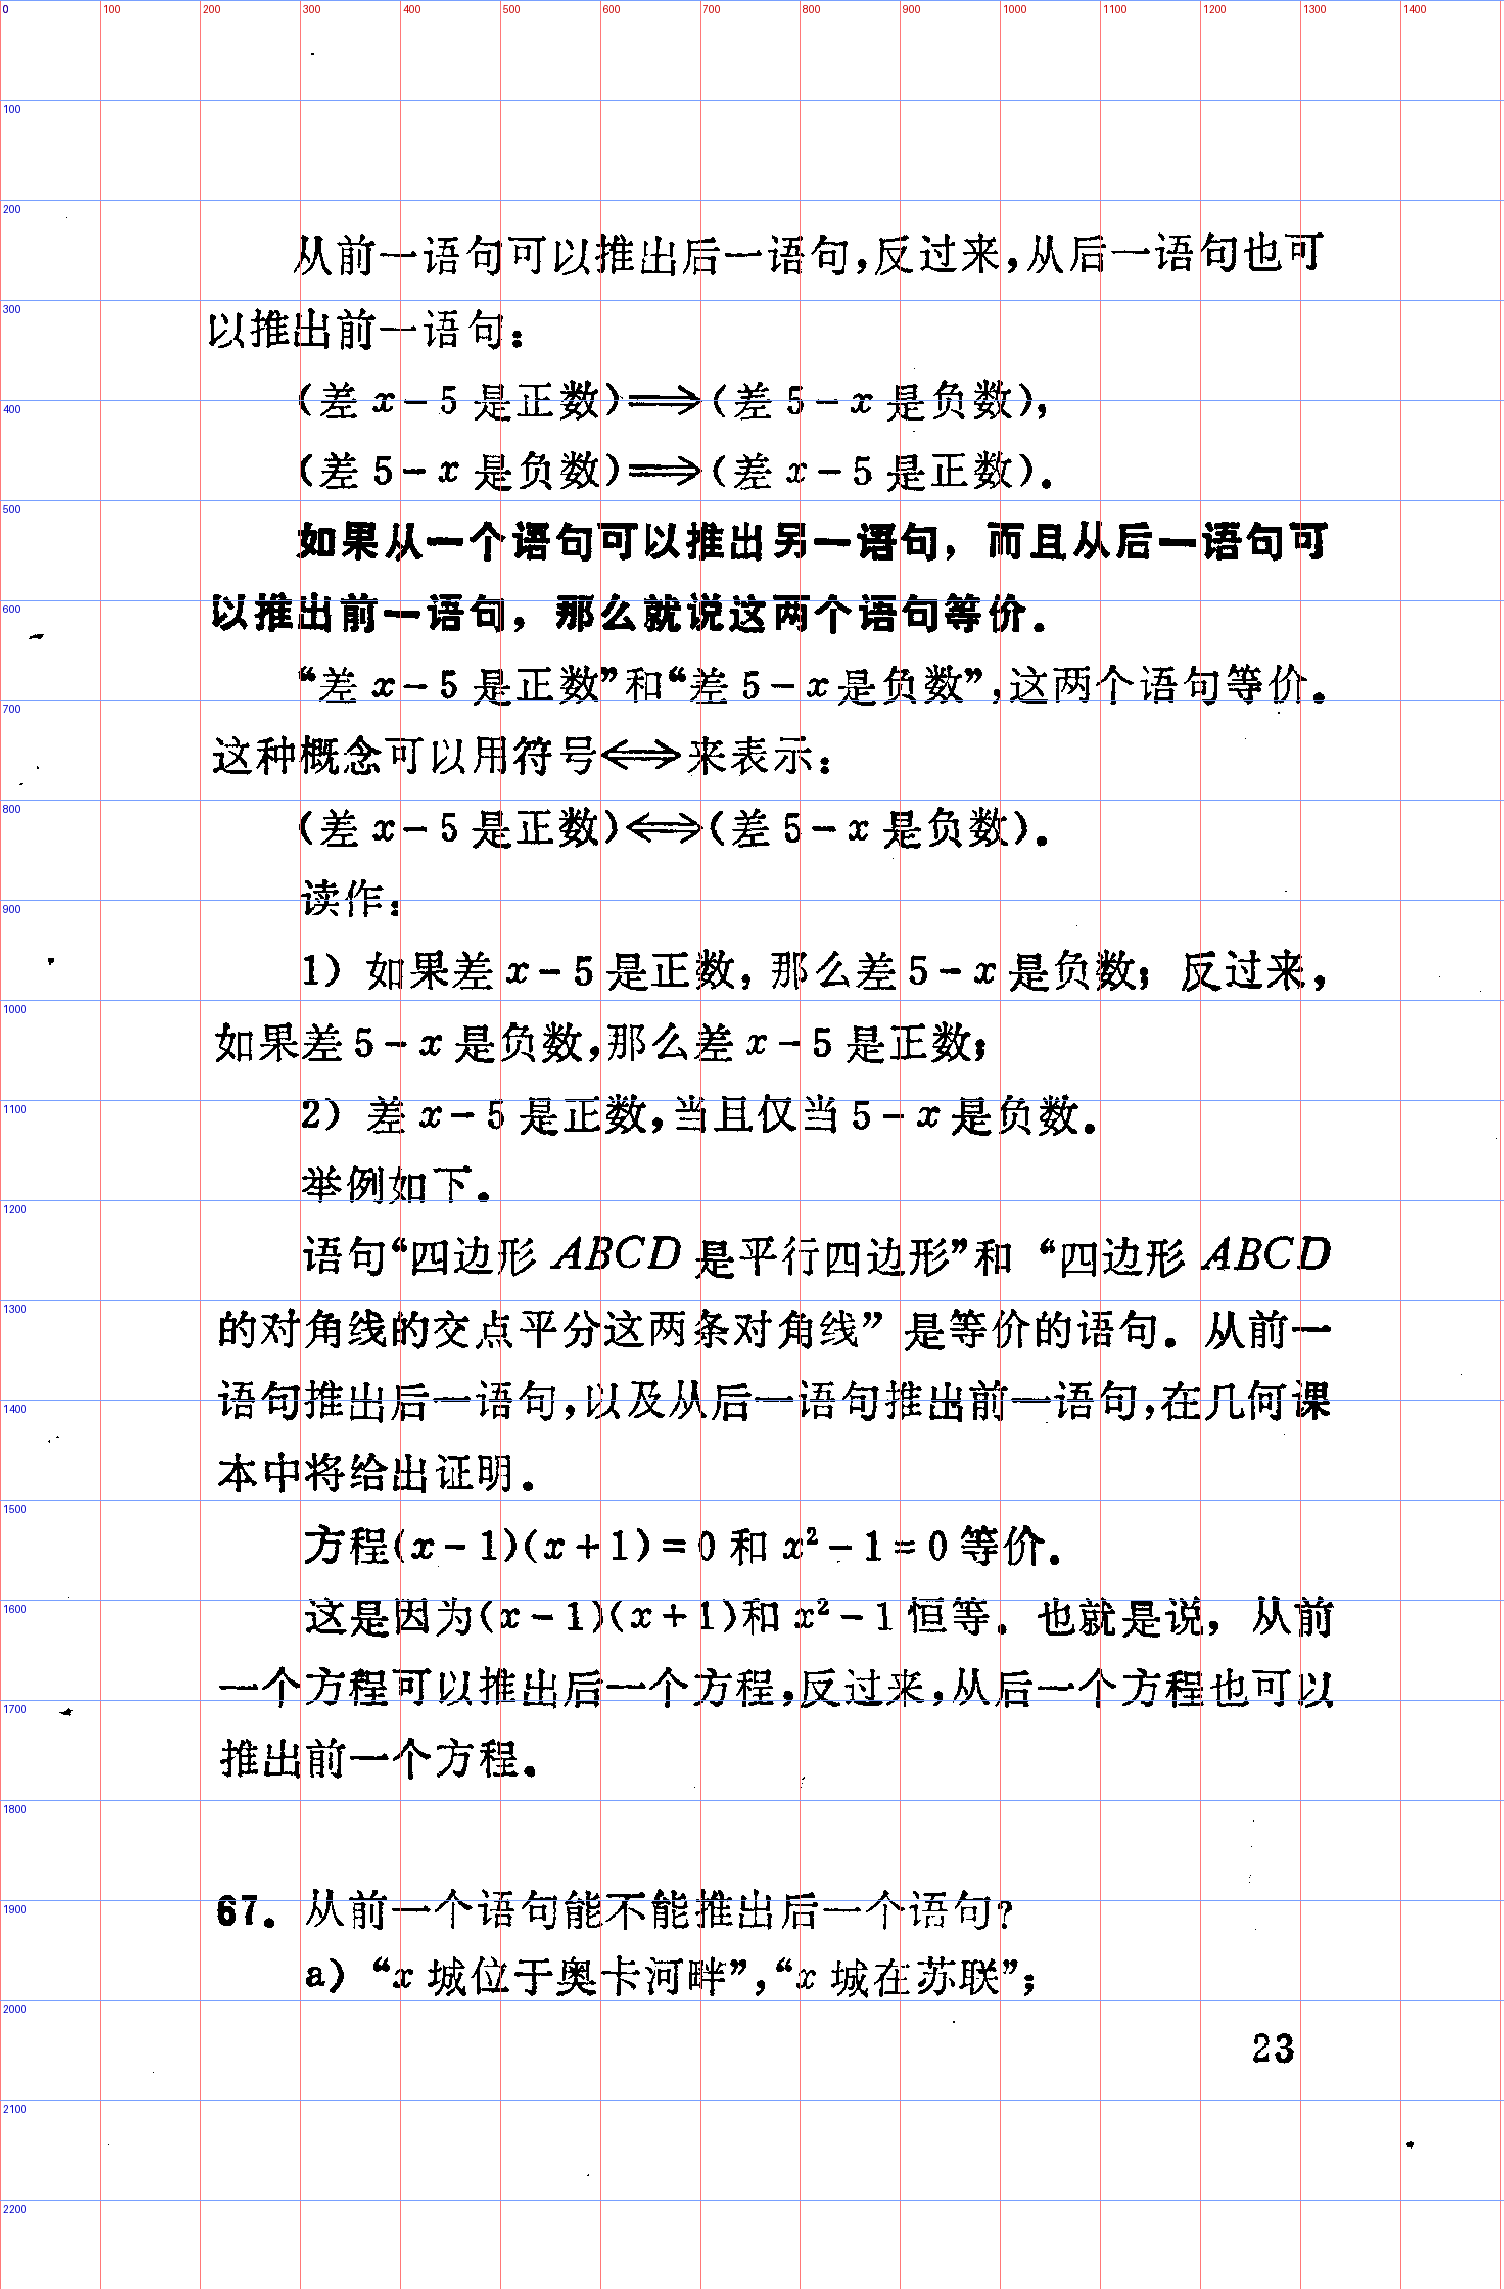 从前一语句可以推出后一语句,反过来,从后一语句也可
以推出前一语句:
(差 x－5 是正数)⟹(差 5－x 是负数),
(差 5－x 是负数)⟹(差 x－5 是正数).
如果从一个语句可以推出另一语句, 而且从后一语句可
以推出前一语句, 那么就说这两个语句等价.
“差 x－5 是正数”和“差 5－x是负数”,这两个语句等价.
这种概念可以用符号⟺来表示:
(差 x－5 是正数)⟺(差 5－x 是负数).
读作:
1) 如果差 x－5 是正数, 那么差 5－x 是负数; 反过来,
如果差 5－x 是负数,那么差 x－5 是正数;
2) 差 x－5 是正数,当且仅当 5－x 是负数.
举例如下.
语句“四边形 ABCD 是平行四边形”和 “四边形 ABCD
的对角线的交点平分这两条对角线” 是等价的语句. 从前一
语句推出后一语句,以及从后一语句推出前一语句,在几何课
本中将给出证明.
方程(x－1)(x＋1)＝0 和 x²－1＝0 等价.
这是因为(x－1)(x＋1)和 x²－1 恒等. 也就是说, 从前
一个方程可以推出后一个方程,反过来,从后一个方程也可以
推出前一个方程.
67. 从前一个语句能不能推出后一个语句?
a) “x 城位于奥卡河畔”,“x 城在苏联”;
23